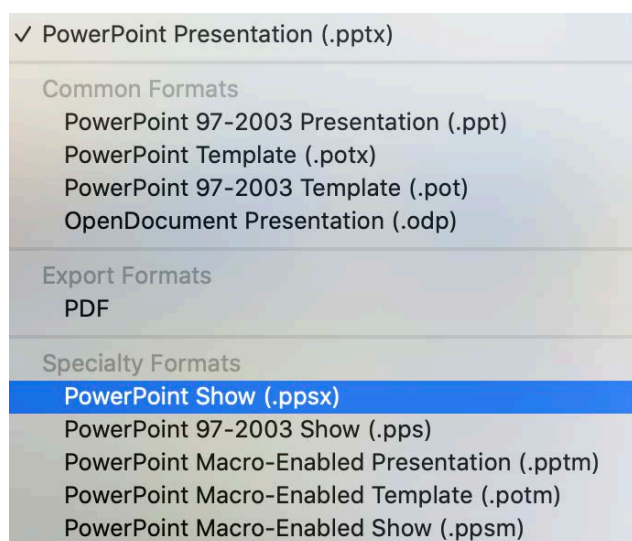 ✓ PowerPoint Presentation (.pptx)
Common Formats
PowerPoint 97-2003 Presentation (.ppt)
PowerPoint Template (.potx)
PowerPoint 97-2003 Template (.pot)
OpenDocument Presentation (.odp)
Export Formats
PDF
Specialty Formats
PowerPoint Show (.ppsx)
PowerPoint 97-2003 Show (.pps)
PowerPoint Macro-Enabled Presentation (.pptm)
PowerPoint Macro-Enabled Template (.potm)
PowerPoint Macro-Enabled Show (.ppsm)